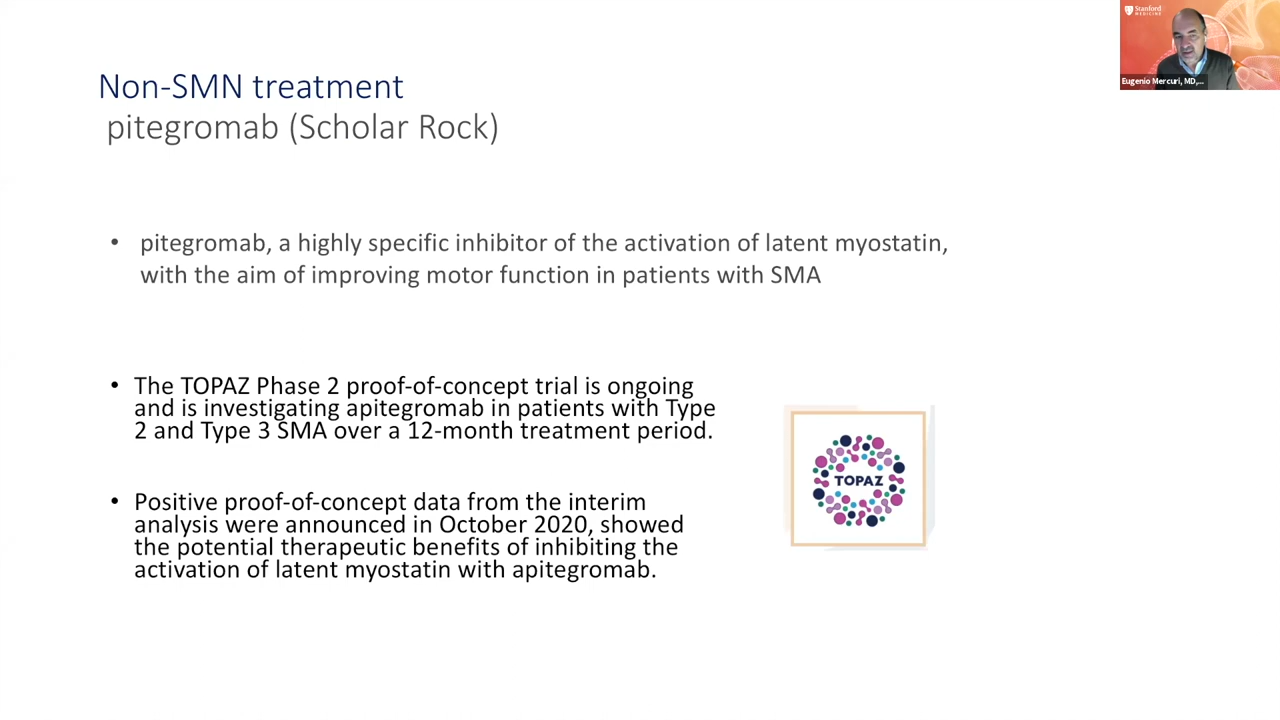 Non-SMN treatment
pitegromab (Scholar Rock)
• pitegromab, a highly specific inhibitor of the activation of latent myostatin,
with the aim of improving motor function in patients with SMA
• The TOPAZ Phase 2 proof-of-concept trial is ongoing
and is investigating apitegromab in patients with Type
2 and Type 3 SMA over a 12-month treatment period.
• Positive proof-of-concept data from the interim
analysis were announced in October 2020, showed
the potential therapeutic benefits of inhibiting the
activation of latent myostatin with apitegromab.
TOPAZ
Stanford
MEDICINE
Eugenio Mercuri, MD,...